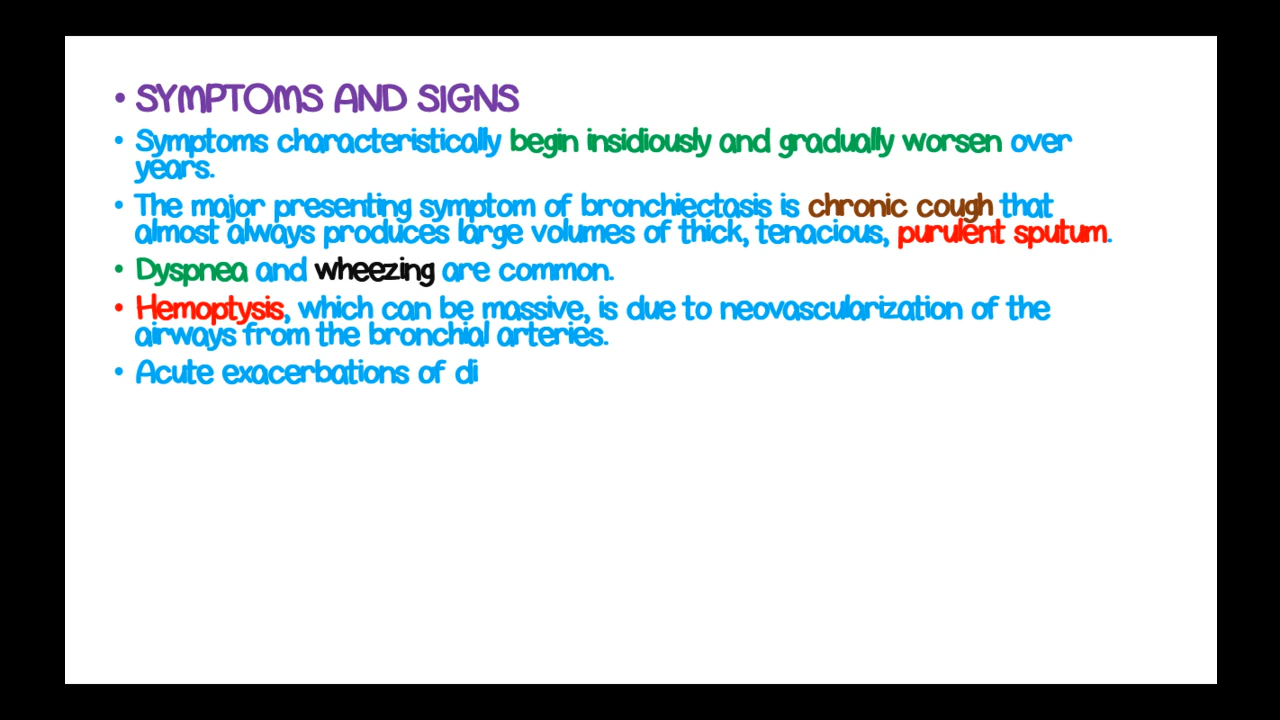 • SYMPTOMS AND SIGNS
• Symptoms characteristically begin insidiously and gradually worsen over
years.
• The major presenting symptom of bronchiectasis is chronic cough that
almost always produces large volumes of thick, tenacious, purulent sputum.
• Dyspnea and wheezing are common.
• Hemoptysis, which can be massive, is due to neovascularization of the
airways from the bronchial arteries.
• Acute exacerbations of di